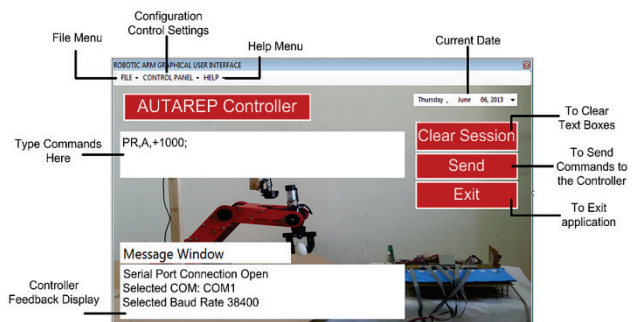 Configuration
Control Settings
File Menu
Help Menu
Current Date
ROBOTIC ARM GRAPHICAL USER INTERFACE
FILE CONTROL PANEL HELP
Thursday , June 06, 2013
AUTAREP Controller
Clear Session
To Clear
Text Boxes
Type Commands
Here
PR,A,+1000;
Send
To Send
Commands to
the Controller
Exit
To Exit
application
Message Window
Controller
Feedback Display
Serial Port Connection Open
Selected COM: COM1
Selected Baud Rate 38400